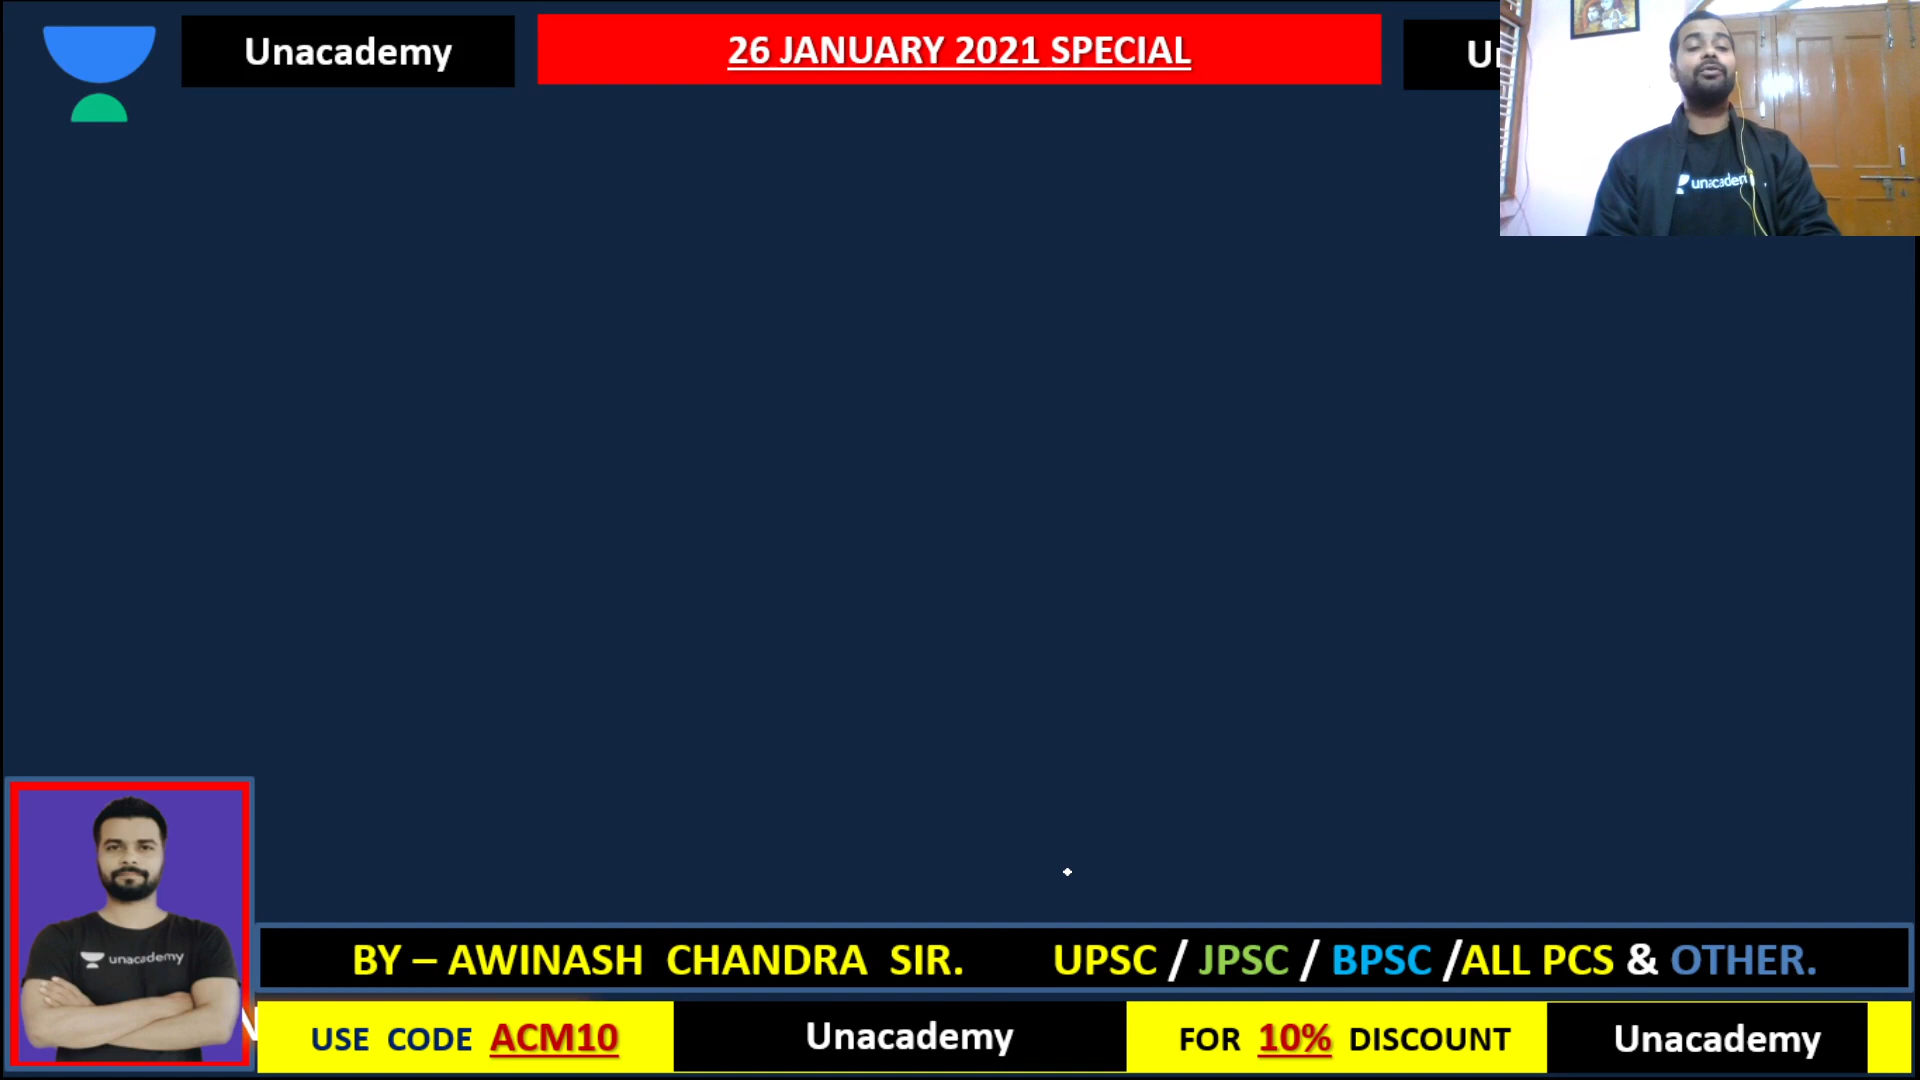 Unacademy
26 JANUARY 2021 SPECIAL
unacademy
BY – AWINASH CHANDRA SIR. UPSC / JPSC / BPSC /ALL PCS & OTHER.
USE CODE ACM10
Unacademy
FOR 10% DISCOUNT
Unacademy